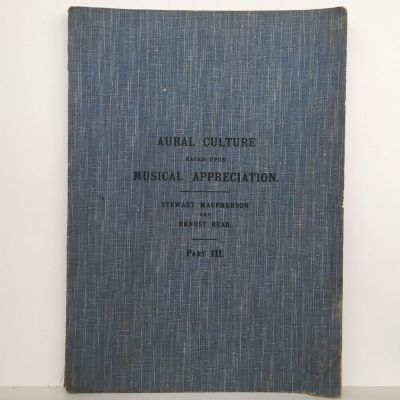 AURAL CULTURE
BASED UPON
MUSICAL APPRECIATION.
STEWART MACPHERSON
AND
ERNEST READ.
PART III.